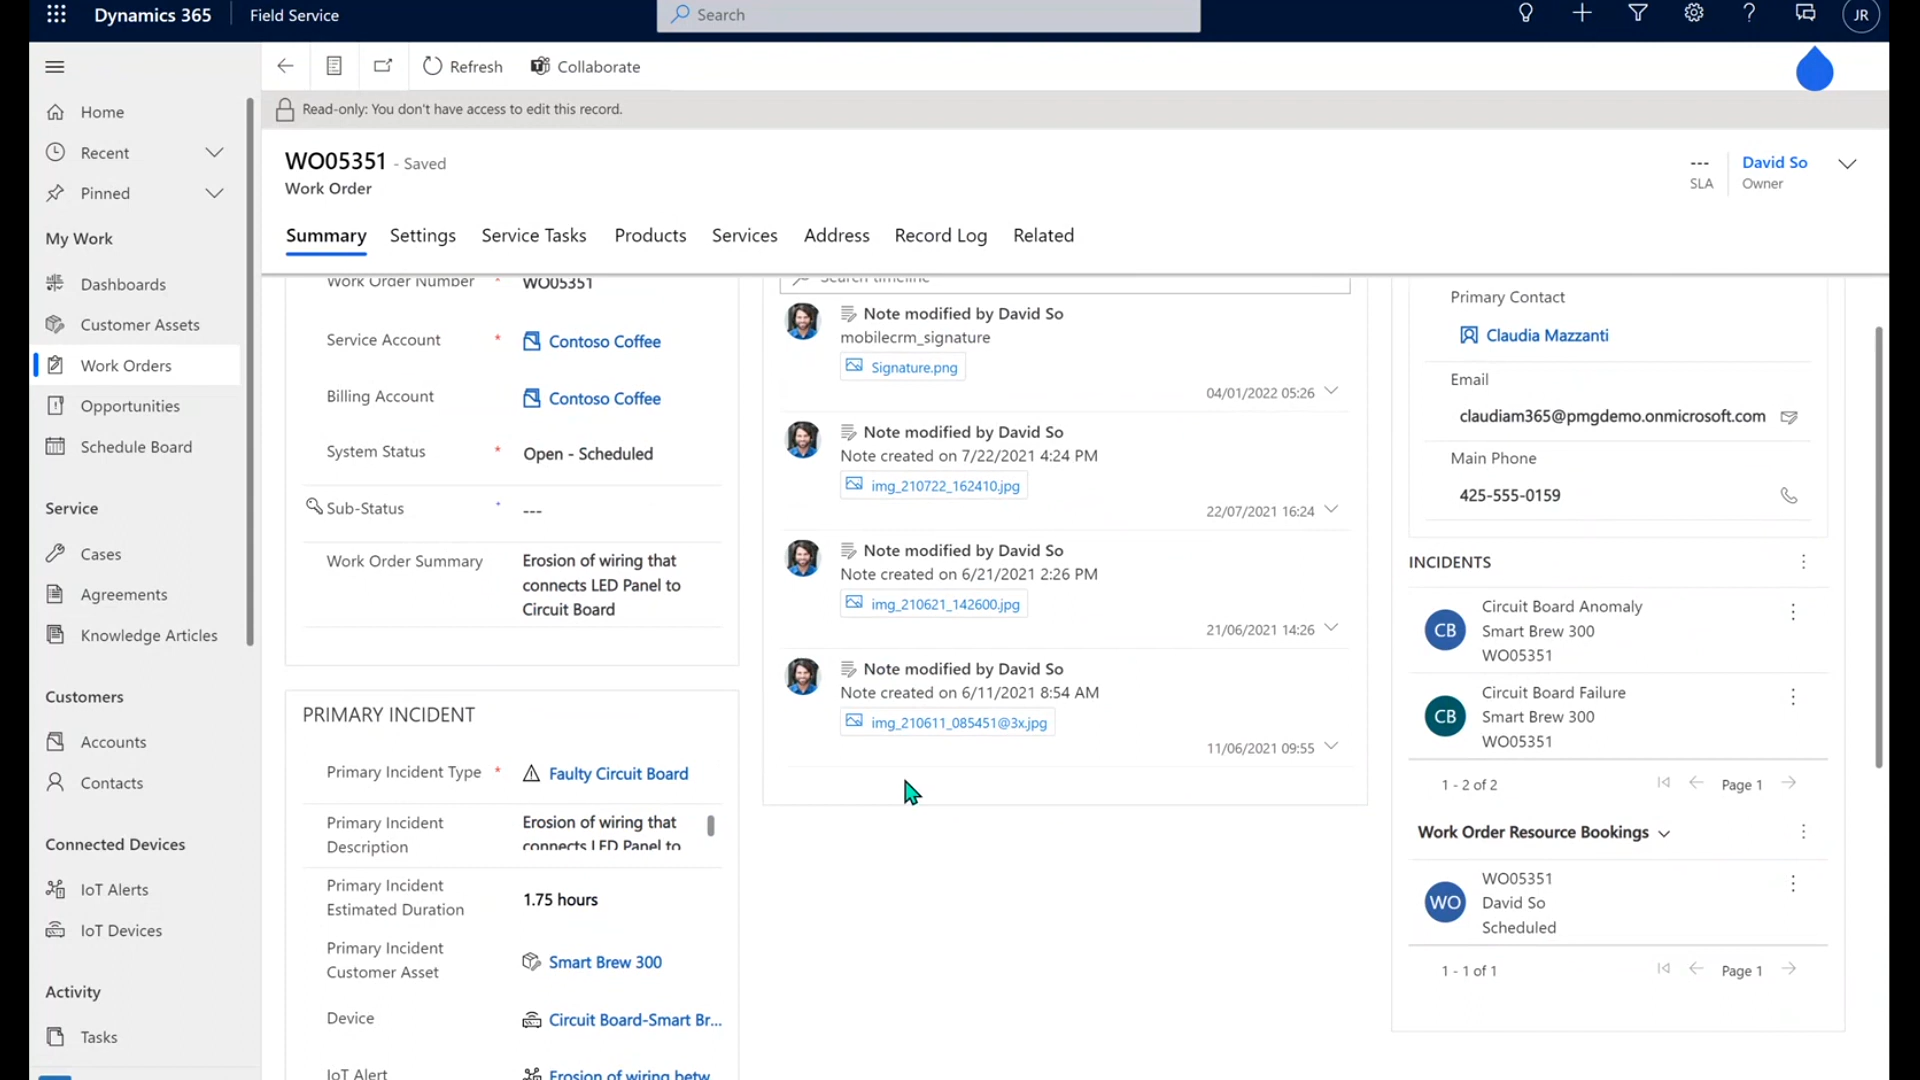 Dynamics 365
Field Service
Search
JR
Refresh
Collaborate
Read-only: You don't have access to edit this record.
Home
Recent
Pinned
My Work
Dashboards
Customer Assets
Work Orders
Opportunities
Schedule Board
Service
Cases
Agreements
Knowledge Articles
Customers
Accounts
Contacts
Connected Devices
IoT Alerts
IoT Devices
Activity
Tasks
WO05351 - Saved
Work Order
---
SLA
David So
Owner
Summary
Settings
Service Tasks
Products
Services
Address
Record Log
Related
Work Order Number * WO05351
Service Account * Contoso Coffee
Billing Account Contoso Coffee
System Status * Open - Scheduled
Sub-Status * ---
Work Order Summary
Erosion of wiring that
connects LED Panel to
Circuit Board
PRIMARY INCIDENT
Primary Incident Type * Faulty Circuit Board
Primary Incident
Description
Erosion of wiring that
connects LED Panel to
Primary Incident
Estimated Duration
1.75 hours
Primary Incident
Customer Asset
Smart Brew 300
Device
Circuit Board-Smart Br...
IoT Alert
Erosion of wiring betw...
Search timeline
Note modified by David So
mobilecrm_signature
Signature.png
04/01/2022 05:26
Note modified by David So
Note created on 7/22/2021 4:24 PM
img_210722_162410.jpg
22/07/2021 16:24
Note modified by David So
Note created on 6/21/2021 2:26 PM
img_210621_142600.jpg
21/06/2021 14:26
Note modified by David So
Note created on 6/11/2021 8:54 AM
img_210611_085451@3x.jpg
11/06/2021 09:55
Primary Contact
Claudia Mazzanti
Email
claudiam365@pmgdemo.onmicrosoft.com
Main Phone
425-555-0159
INCIDENTS
CB
Circuit Board Anomaly
Smart Brew 300
WO05351
CB
Circuit Board Failure
Smart Brew 300
WO05351
1 - 2 of 2
Page 1
Work Order Resource Bookings
WO
WO05351
David So
Scheduled
1 - 1 of 1
Page 1